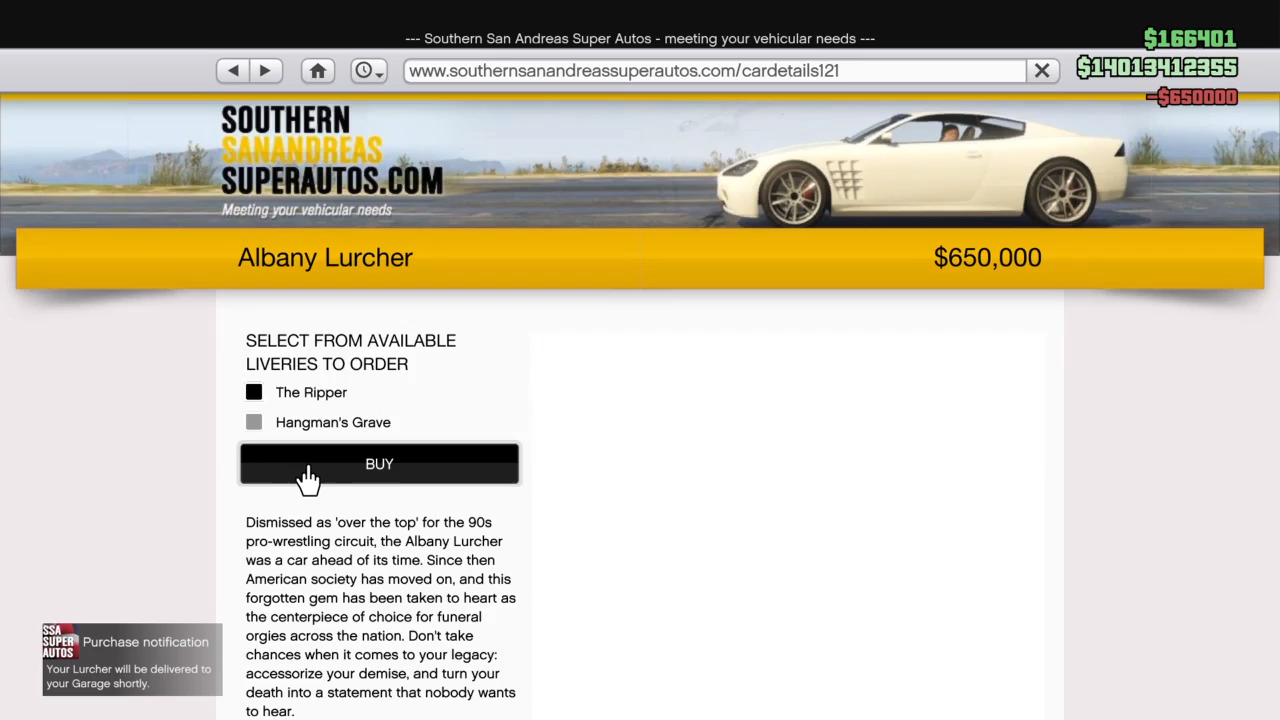 --- Southern San Andreas Super Autos - meeting your vehicular needs ---
$166401
www.southernsanandreassuperautos.com/cardetails121
$14013412355
-$650000
SOUTHERN
SANANDREAS
SUPERAUTOS.COM
Meeting your vehicular needs
Albany Lurcher
$650,000
SELECT FROM AVAILABLE
LIVERIES TO ORDER
The Ripper
Hangman's Grave
BUY
Dismissed as 'over the top' for the 90s
pro-wrestling circuit, the Albany Lurcher
was a car ahead of its time. Since then
American society has moved on, and this
forgotten gem has been taken to heart as
the centerpiece of choice for funeral
orgies across the nation. Don't take
chances when it comes to your legacy:
accessorize your demise, and turn your
death into a statement that nobody wants
to hear.
SSA
SUPER
AUTOS
Purchase notification
Your Lurcher will be delivered to
your Garage shortly.